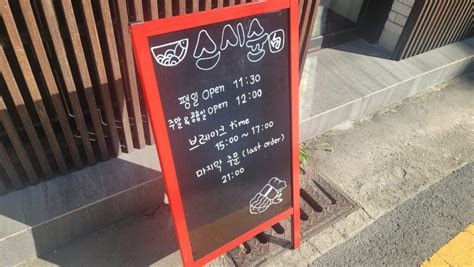 스시윤
평일 Open 11:30
주말&공휴일 Open 12:00
브레이크 time
15:00 ~ 17:00
마지막 주문 (last order)
21:00